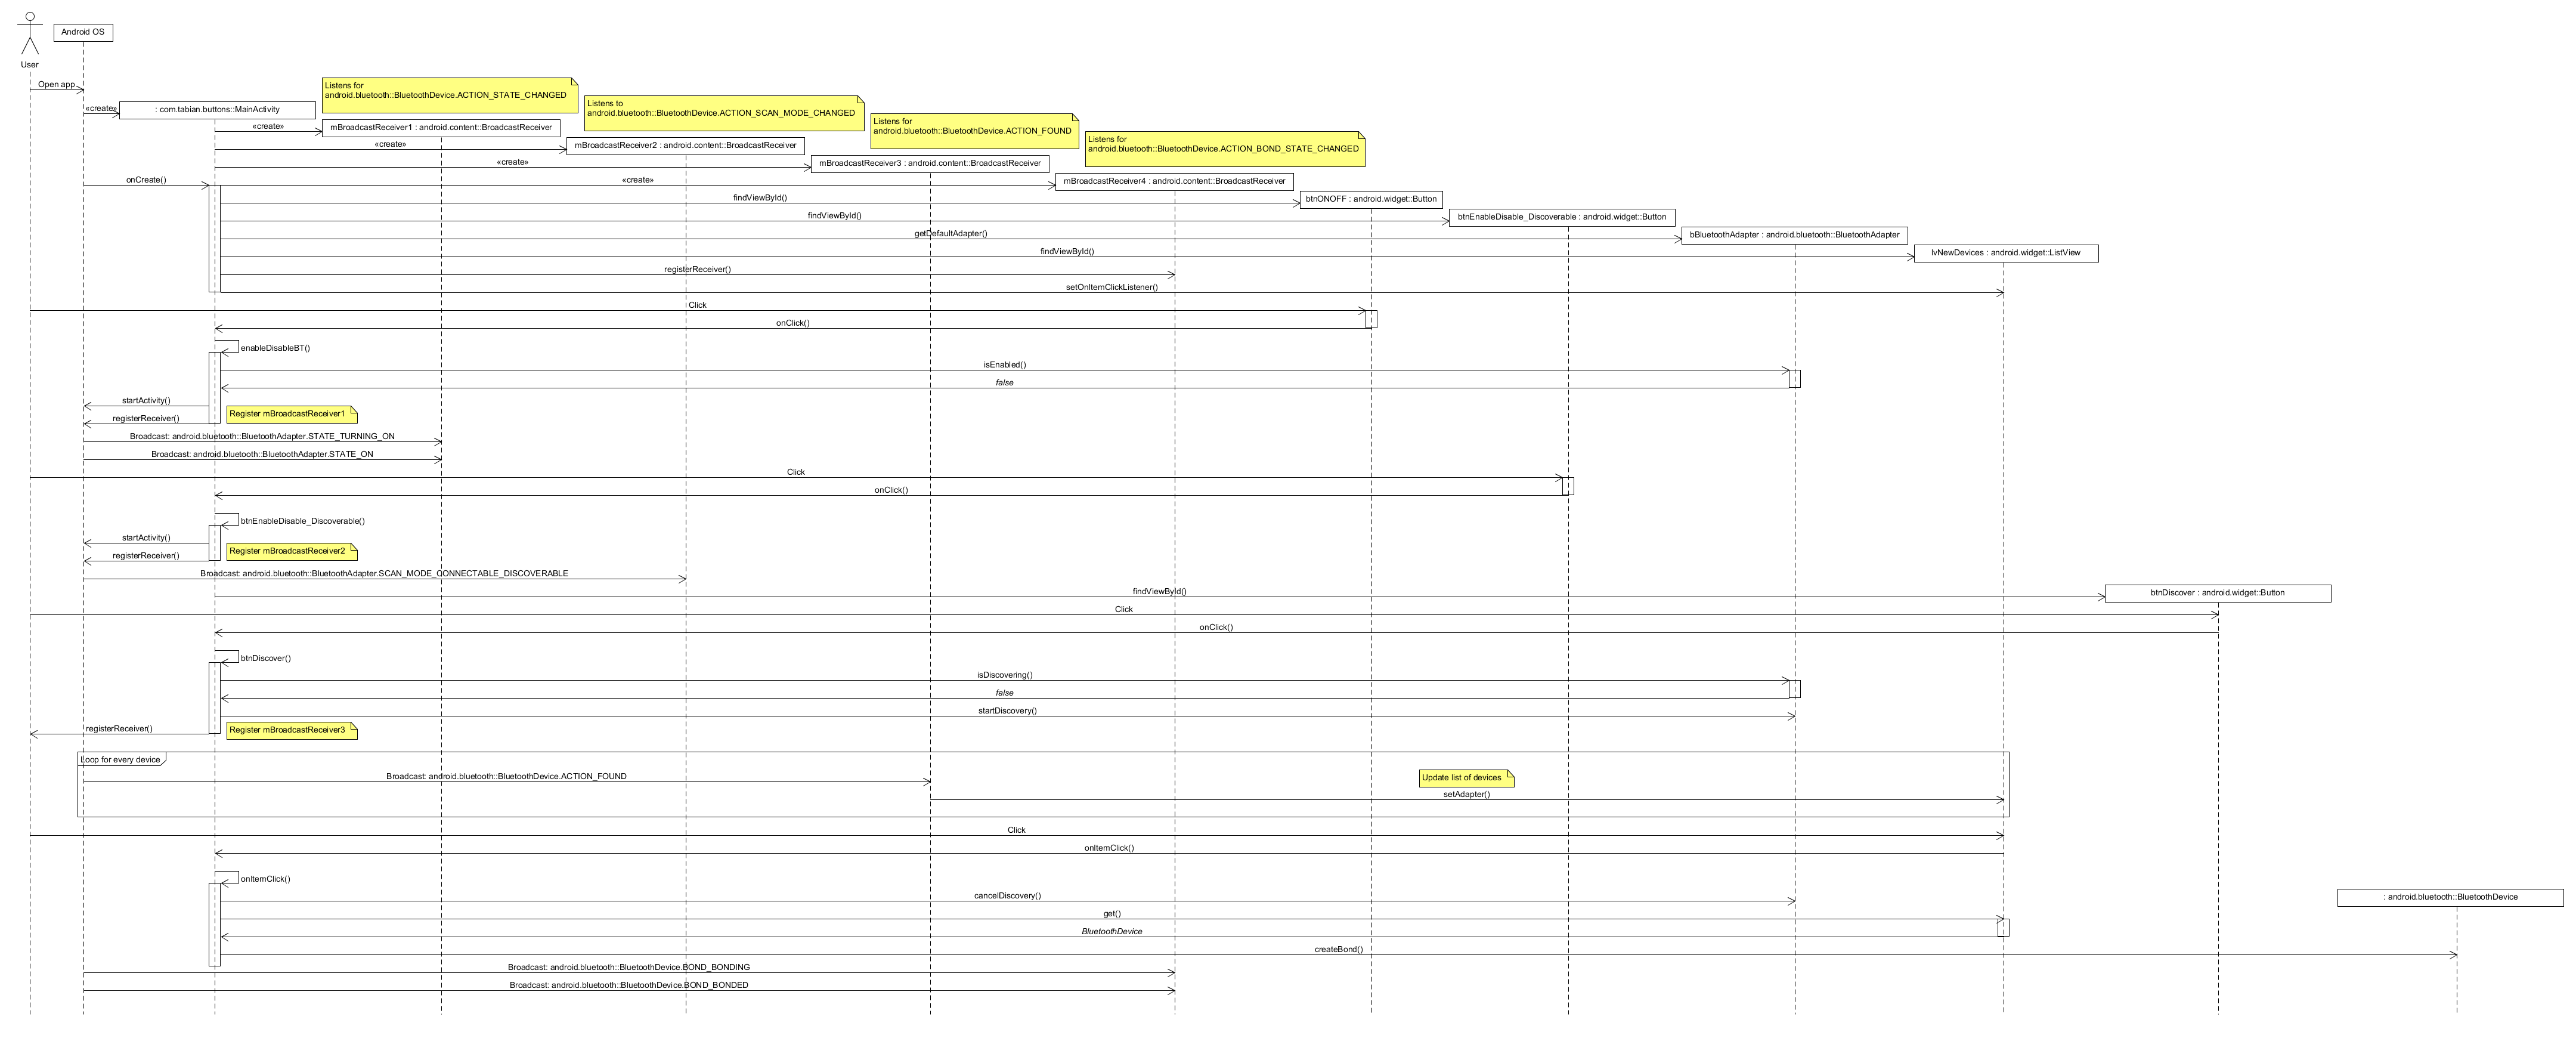 Android OS
User
Open app
Listens for
android.bluetooth::BluetoothDevice.ACTION_STATE_CHANGED
Listens to
android.bluetooth::BluetoothDevice.ACTION_SCAN_MODE_CHANGED
«create»
: com.tabian.buttons::MainActivity
Listens for
android.bluetooth::BluetoothDevice.ACTION_FOUND
«create»
mBroadcastReceiver1 : android.content::BroadcastReceiver
Listens for
android.bluetooth::BluetoothDevice.ACTION_BOND_STATE_CHANGED
«create»
mBroadcastReceiver2 : android.content::BroadcastReceiver
«create»
mBroadcastReceiver3 : android.content::BroadcastReceiver
onCreate()
«create»
mBroadcastReceiver4 : android.content::BroadcastReceiver
findViewById()
btnONOFF : android.widget::Button
findViewById()
btnEnableDisable_Discoverable : android.widget::Button
getDefaultAdapter()
bBluetoothAdapter : android.bluetooth::BluetoothAdapter
findViewById()
lvNewDevices : android.widget::ListView
registerReceiver()
setOnItemClickListener()
Click
onClick()
enableDisableBT()
isEnabled()
false
startActivity()
Register mBroadcastReceiver1
registerReceiver()
Broadcast: android.bluetooth::BluetoothAdapter.STATE_TURNING_ON
Broadcast: android.bluetooth::BluetoothAdapter.STATE_ON
Click
onClick()
btnEnableDisable_Discoverable()
startActivity()
Register mBroadcastReceiver2
registerReceiver()
Broadcast: android.bluetooth::BluetoothAdapter.SCAN_MODE_CONNECTABLE_DISCOVERABLE
findViewById()
btnDiscover : android.widget::Button
Click
onClick()
btnDiscover()
isDiscovering()
false
startDiscovery()
registerReceiver()
Register mBroadcastReceiver3
Loop for every device
Broadcast: android.bluetooth::BluetoothDevice.ACTION_FOUND
Update list of devices
setAdapter()
Click
onItemClick()
onItemClick()
cancelDiscovery()
: android.bluetooth::BluetoothDevice
get()
BluetoothDevice
createBond()
Broadcast: android.bluetooth::BluetoothDevice.BOND_BONDING
Broadcast: android.bluetooth::BluetoothDevice.BOND_BONDED